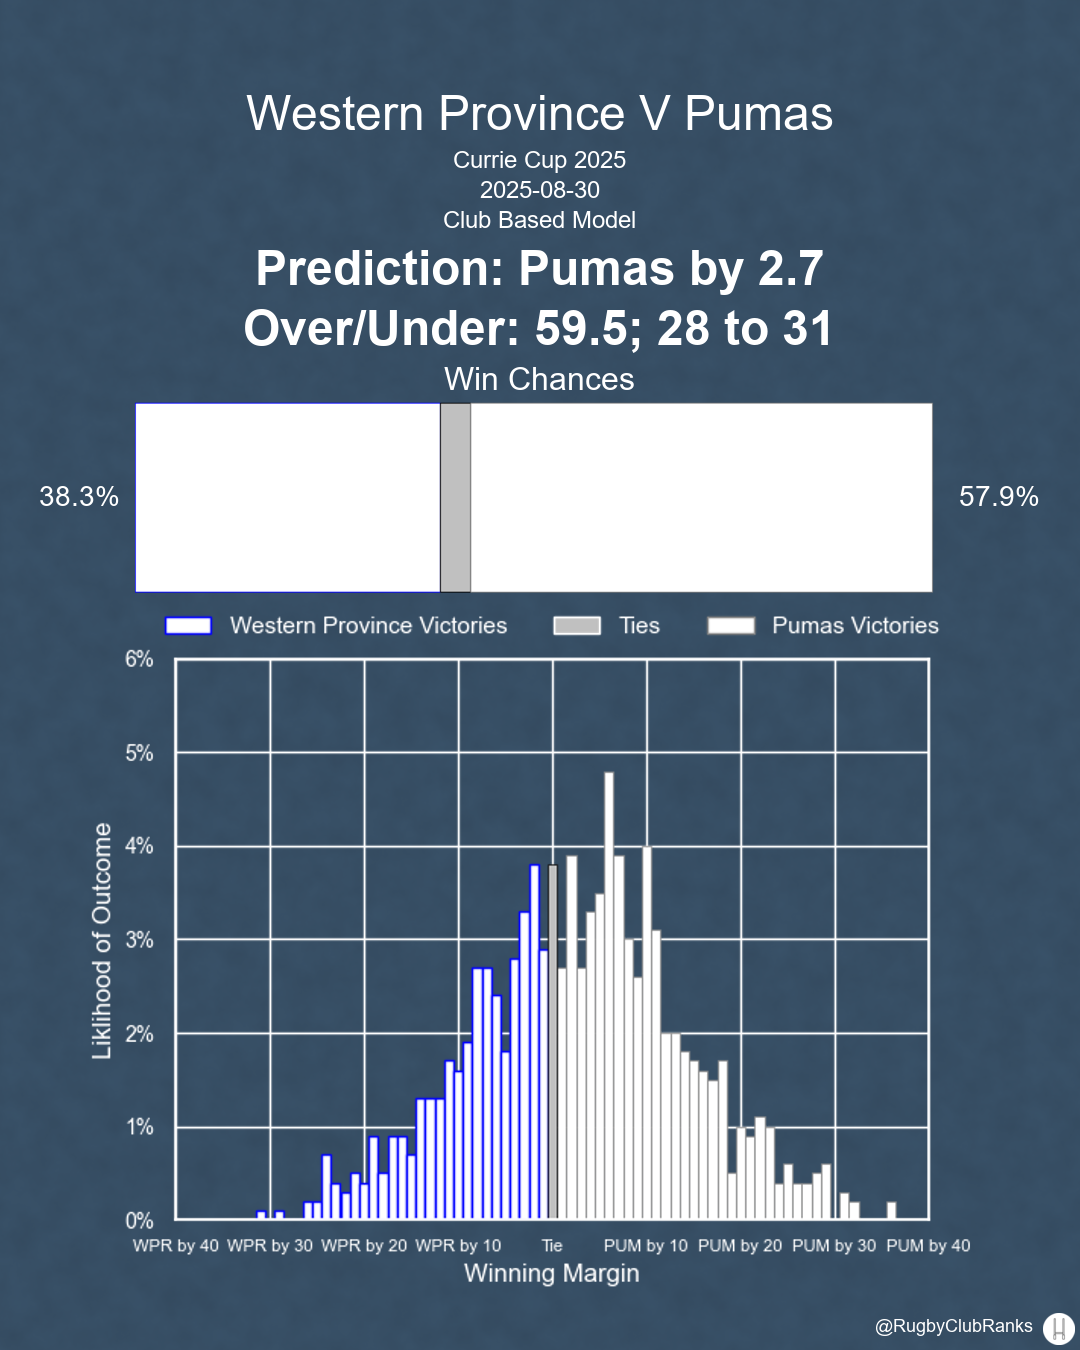 Western Province V Pumas
Currie Cup 2025
2025-08-30
Club Based Model
Prediction: Pumas by 2.7
Over/Under: 59.5; 28 to 31
Win Chances
38.3%
57.9%
Western Province Victories
Ties
Pumas Victories
6%
5%
4%
3%
2%
1%
0%
Liklihood of Outcome
WPR by 40
WPR by 30
WPR by 20
WPR by 10
Tie
PUM by 10
PUM by 20
PUM by 30
PUM by 40
Winning Margin
@RugbyClubRanks